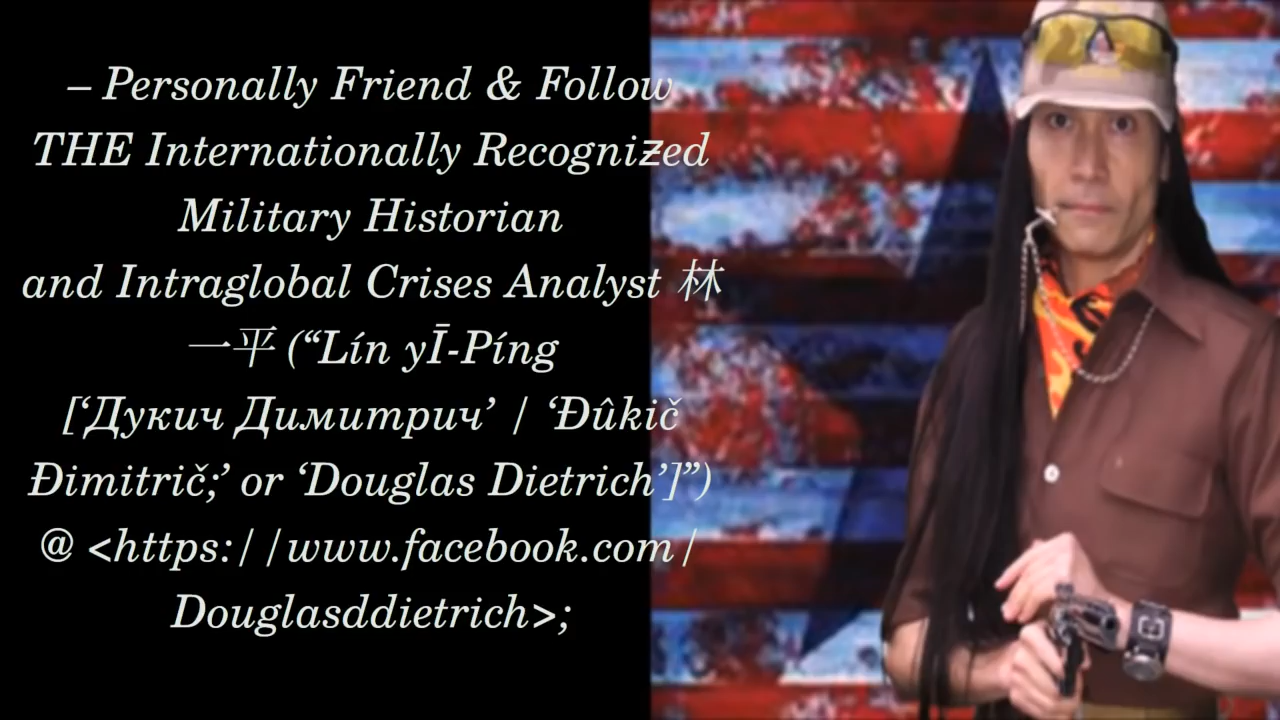 – Personally Friend & Follow
THE Internationally Recogniƶed
Military Historian
and Intraglobal Crises Analyst 林
一平 (“Lín yĪ-Píng
[‘Дукич Димитрич’ / ‘Đûkič
Đimitrič;’ or ‘Douglas Dietrich’]”)
@ <https://www.facebook.com/
Douglasddietrich>;